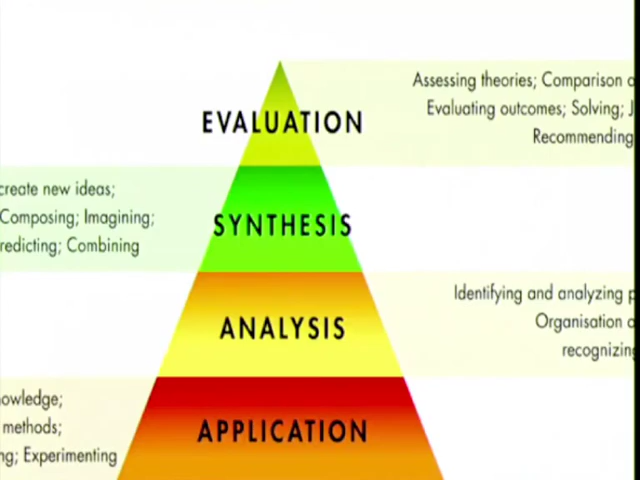 Assessing theories; Comparison
Evaluating outcomes; Solving;
Recommending
EVALUATION
create new ideas;
Composing; Imagining;
redicting; Combining
SYNTHESIS
Identifying and analyzing
Organisation
recognizing
ANALYSIS
owledge;
methods;
ng; Experimenting
APPLICATION